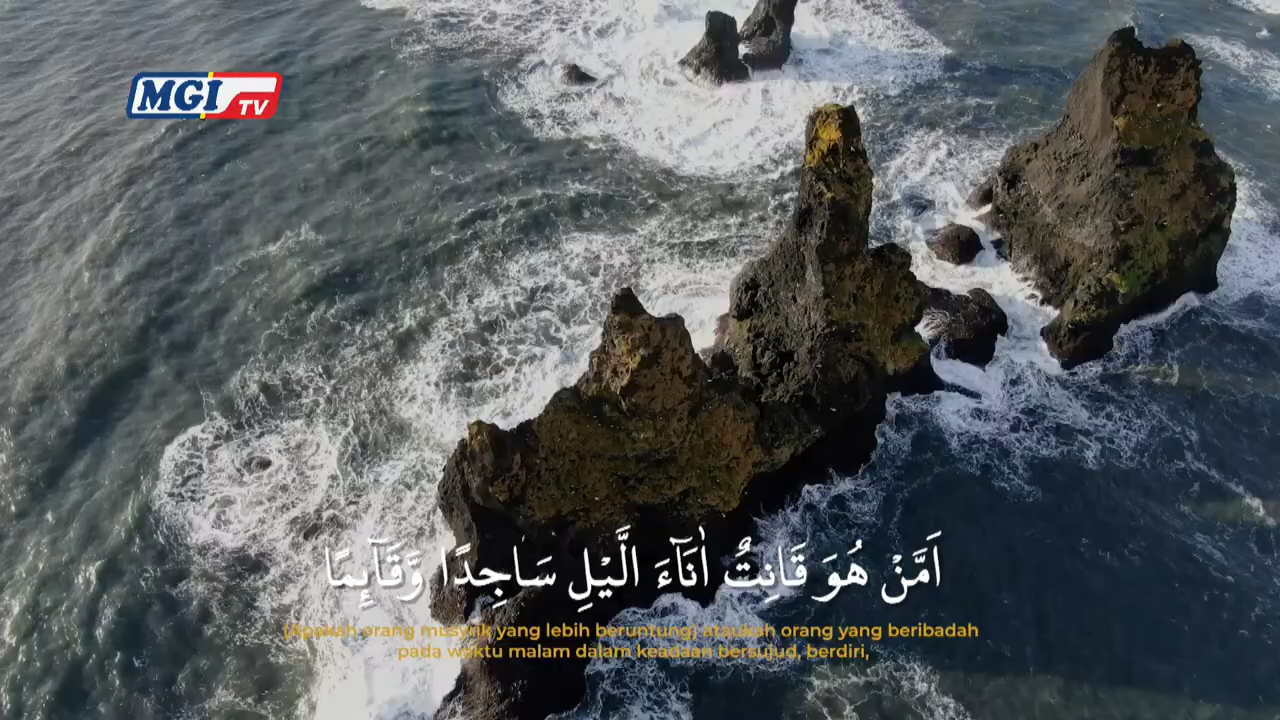 MGI TV
اَمَّنْ هُوَ قَانِتٌ اٰنَاۤءَ الَّيْلِ سَاجِدًا وَّقَاۤىِٕمًا
(Apakah orang musyrik yang lebih beruntung) ataukah orang yang beribadah
pada waktu malam dalam keadaan bersujud, berdiri,